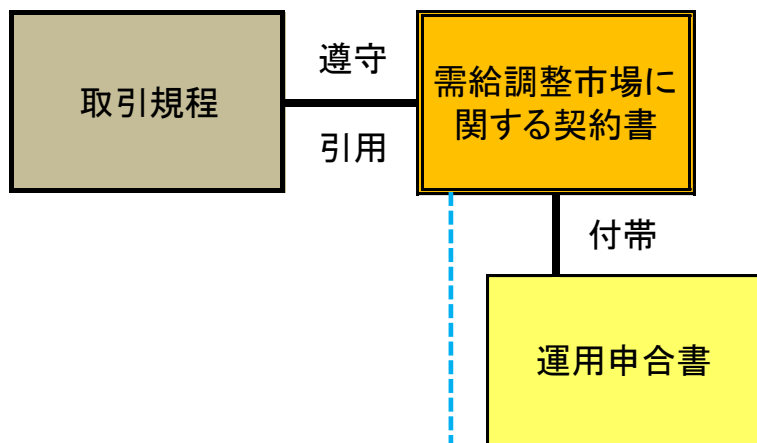 取引規程
遵守
引用
需給調整市場に
関する契約書
付帯
運用申合書